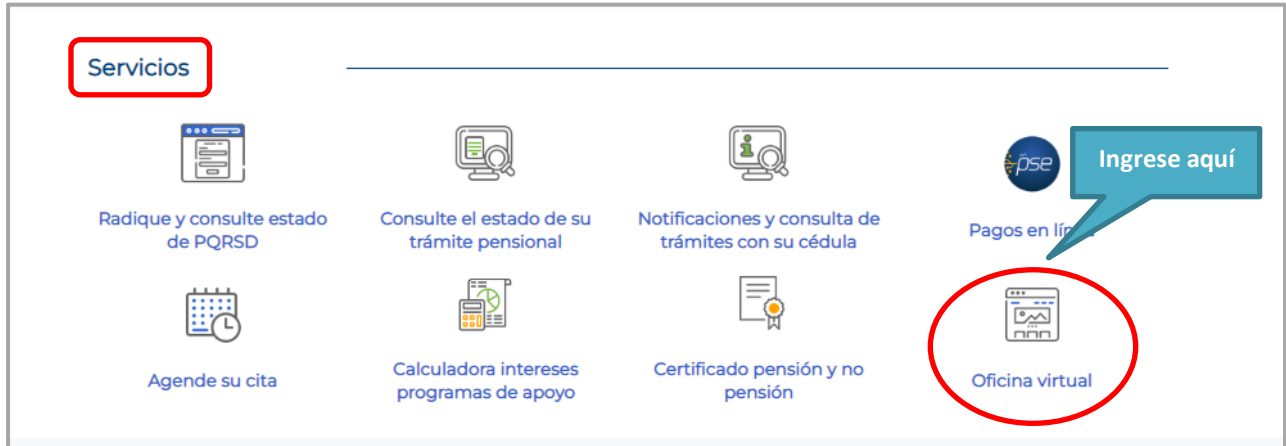 Servicios
pse
Ingrese aquí
Radique y consulte estado
de PQRSD
Consulte el estado de su
trámite pensional
Notificaciones y consulta de
trámites con su cédula
Pagos en línea
Agende su cita
Calculadora intereses
programas de apoyo
Certificado pensión y no
pensión
Oficina virtual